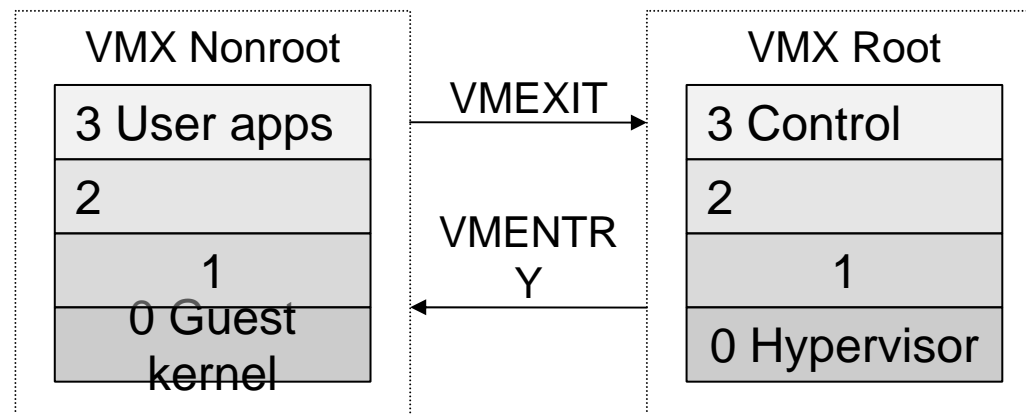 VMX Nonroot
3 User apps
2
1
0 Guest
kernel
VMEXIT
VMENTR
Y
VMX Root
3 Control
2
1
0 Hypervisor